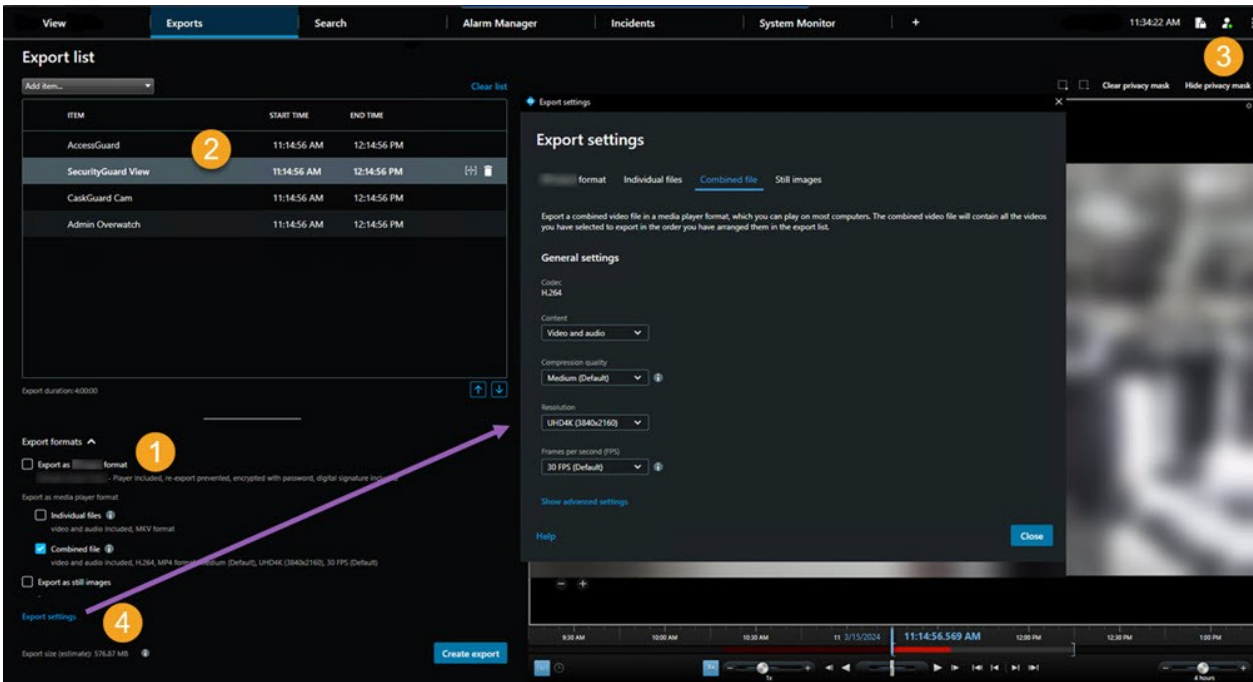 View Exports Search Alarm Manager Incidents System Monitor + 11:34:22 AM
Export list
3
Add item... Clear list
Clear privacy mask Hide privacy mask
ITEM START TIME END TIME
AccessGuard 11:14:56 AM 12:14:56 PM
2
SecurityGuard View 11:14:56 AM 12:14:56 PM
CaskGuard Cam 11:14:56 AM 12:14:56 PM
Admin Overwatch 11:14:56 AM 12:14:56 PM
Export duration: 4:00:00
Export formats
1
Export as format
- Player included, re-export prevented, encrypted with password, digital signature
Export as media player format
Individual files
video and audio included, MKV format
Combined file
video and audio included, H.264, MP4 format, Medium (Default), UHD4K (3840x2160), 30 FPS (Default)
Export as still images
-
Export settings
4
Export size (estimate): 576.87 MB
Create export
Export settings
Export settings
format Individual files Combined file Still images
Export a combined video file in a media player format, which you can play on most computers. The combined video file will contain all the videos
you have selected to export in the order you have arranged them in the export list.
General settings
Codec
H.264
Content
Video and audio
Compression quality
Medium (Default)
Resolution
UHD4K (3840x2160)
Frames per second (FPS)
30 FPS (Default)
Show advanced settings
Help Close
9:30 AM 10:00 AM 10:30 AM 11 3/15/2024 11:14:56.569 AM 12:00 PM 12:30 PM 1:00 PM
1x
4 hours